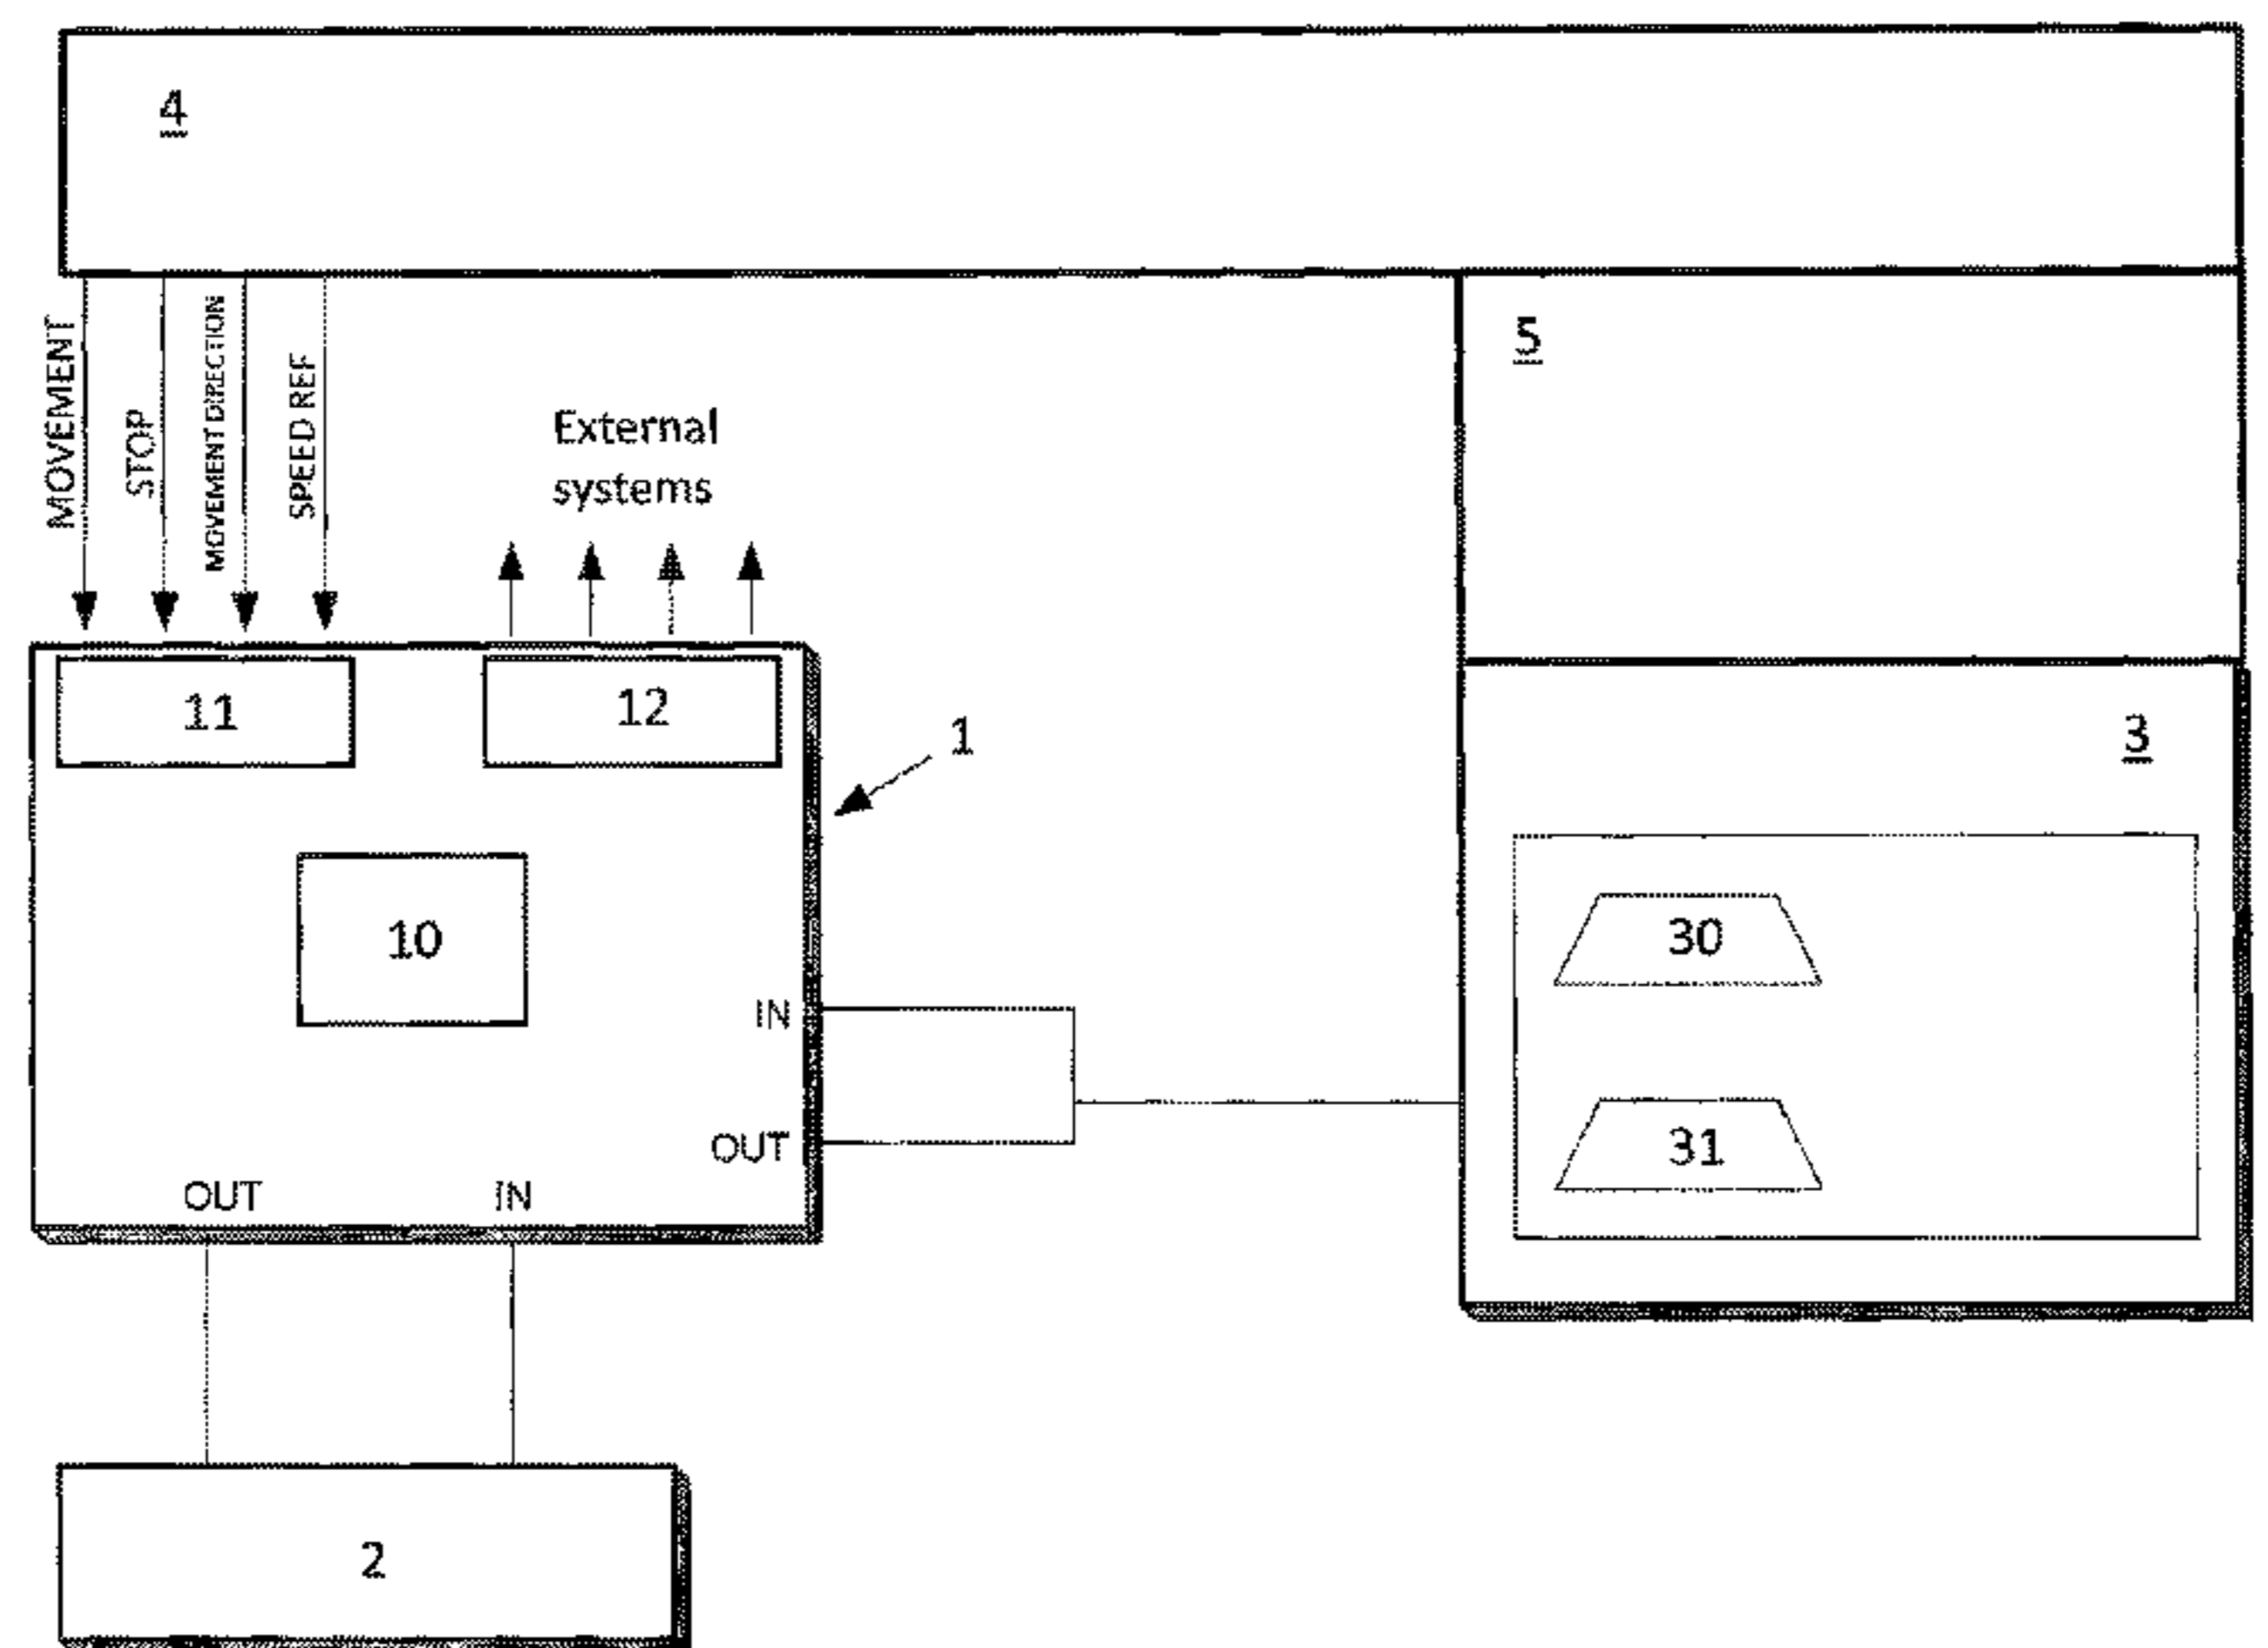 4
5
MOVEMENT
STOP
MOVEMENT DIRECTION
SPEED REF
External
systems
11
12
1
3
10
30
IN
OUT
31
OUT
IN
2